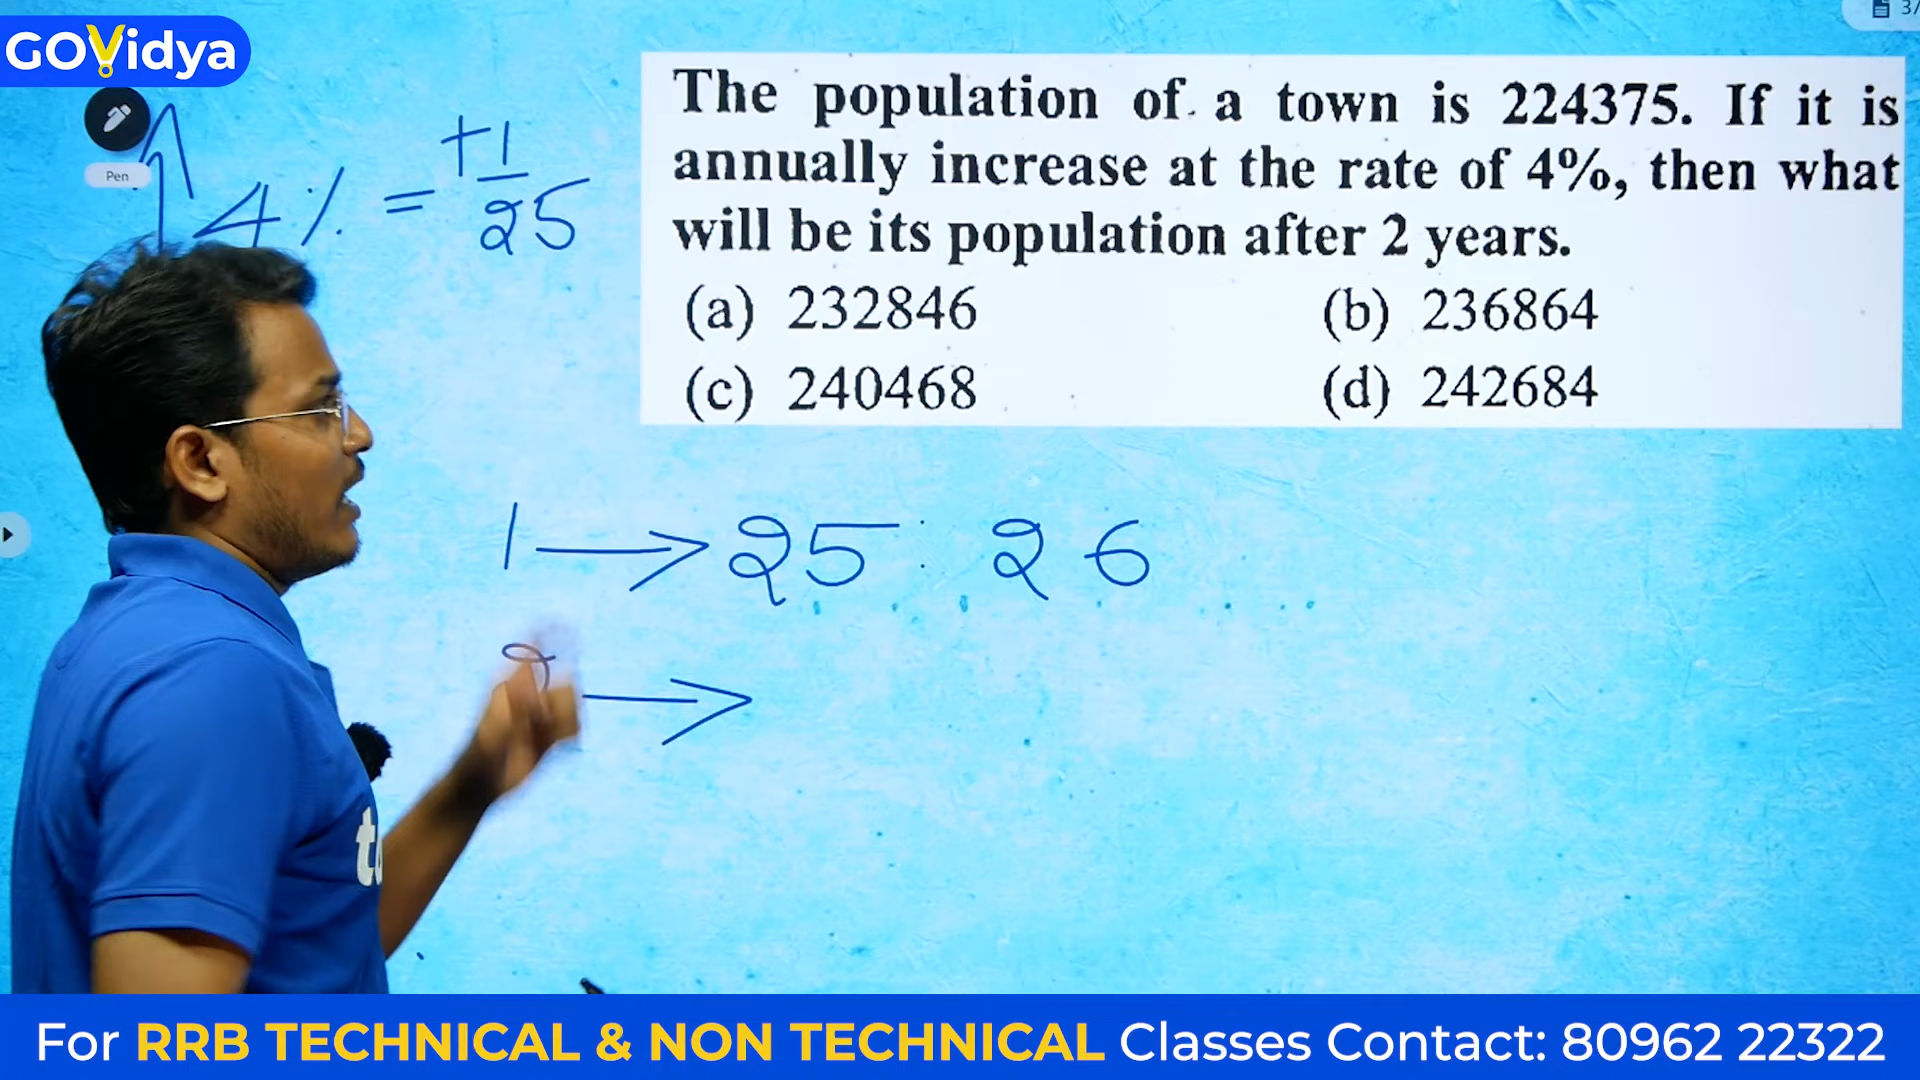 GOVidya
3/
Pen
4% = +1/25
The population of a town is 224375. If it is
annually increase at the rate of 4%, then what
will be its population after 2 years.
(a) 232846 (b) 236864
(c) 240468 (d) 242684
1 → 25 : 26
2 →
For RRB TECHNICAL & NON TECHNICAL Classes Contact: 80962 22322